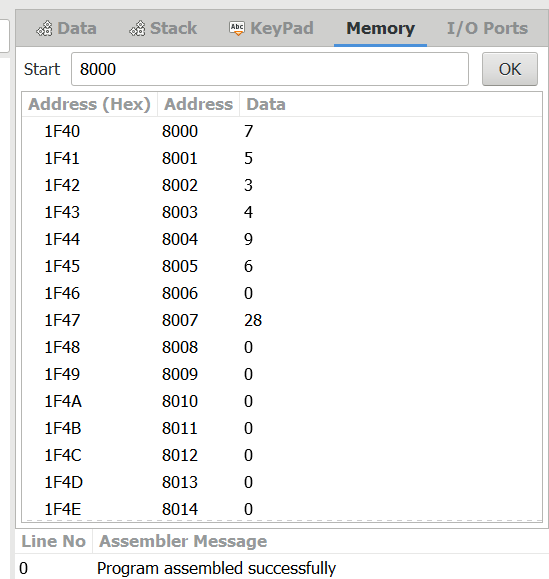 Data Stack Abc KeyPad Memory I/O Ports
Start 8000 OK
Address (Hex) Address Data
1F40 8000 7
1F41 8001 5
1F42 8002 3
1F43 8003 4
1F44 8004 9
1F45 8005 6
1F46 8006 0
1F47 8007 28
1F48 8008 0
1F49 8009 0
1F4A 8010 0
1F4B 8011 0
1F4C 8012 0
1F4D 8013 0
1F4E 8014 0
Line No Assembler Message
0 Program assembled successfully